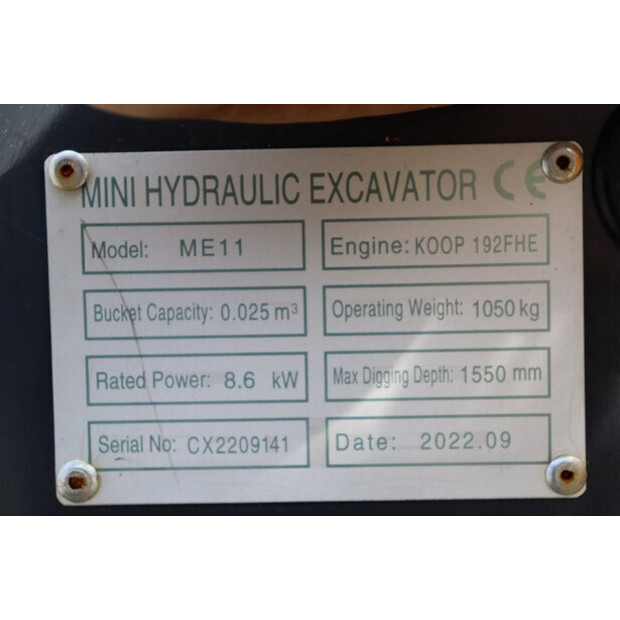 MINI HYDRAULIC EXCAVATOR CE
Model: ME11
Engine: KOOP 192FHE
Bucket Capacity: 0.025 m³
Operating Weight: 1050 kg
Rated Power: 8.6 kW
Max Digging Depth: 1550 mm
Serial No: CX2209141
Date: 2022.09